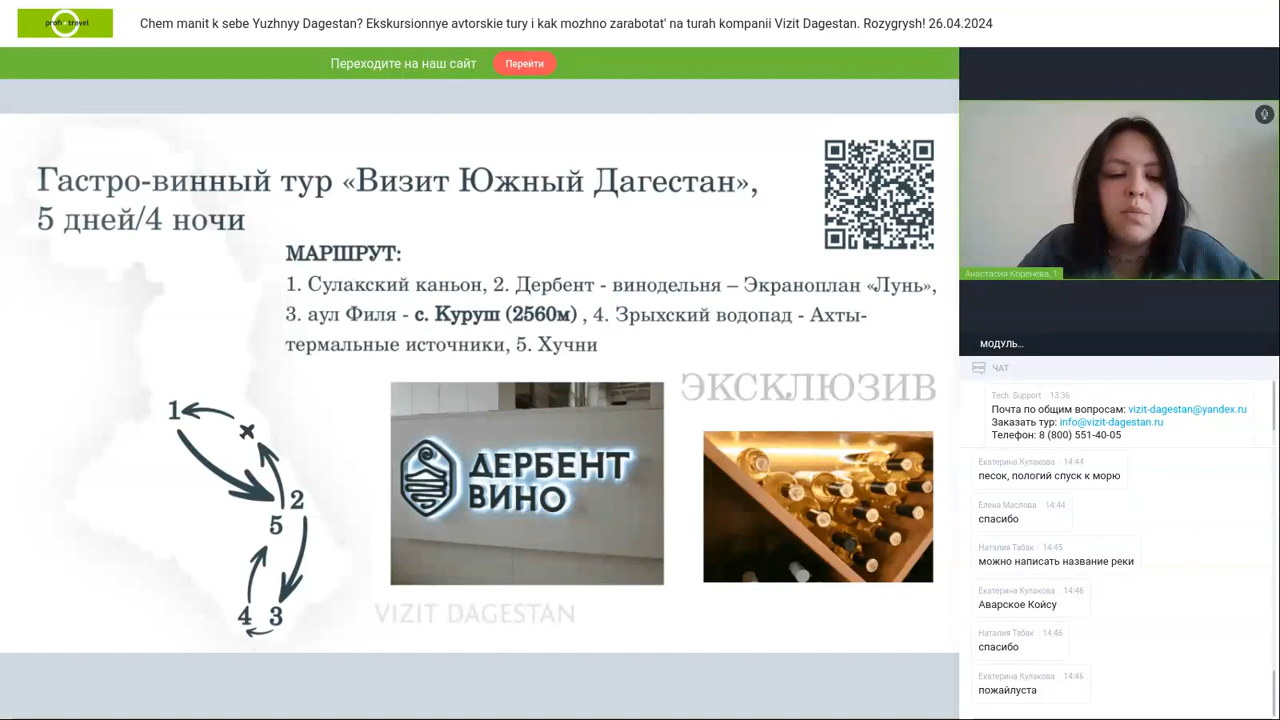 profi travel
Chem manit k sebe Yuzhnyy Dagestan? Ekskursionnye avtorskie tury i kak mozhno zarabotat' na turah kompanii Vizit Dagestan. Rozygrysh! 26.04.2024
Переходите на наш сайт
Перейти
Гастро-винный тур «Визит Южный Дагестан»,
5 дней/4 ночи
МАРШРУТ:
1. Сулакский каньон, 2. Дербент - винодельня – Экраноплан «Лунь»,
3. аул Филя - с. Куруш (2560м) , 4. Зрыхский водопад - Ахты-
термальные источники, 5. Хучни
ЭКСКЛЮЗИВ
1
2
5
4 3
ДЕРБЕНТ
ВИНО
VIZIT DAGESTAN
Анастасия Коренева_1
МОДУЛЬ...
ЧАТ
Tech. Support · 13:36
Почта по общим вопросам: vizit-dagestan@yandex.ru
Заказать тур: info@vizit-dagestan.ru
Телефон: 8 (800) 551-40-05
Екатерина Кулакова · 14:44
песок, пологий спуск к морю
Елена Маслова · 14:44
спасибо
Наталия Табак · 14:45
можно написать название реки
Екатерина Кулакова · 14:46
Аварское Койсу
Наталия Табак · 14:46
спасибо
Екатерина Кулакова · 14:46
пожайлуста